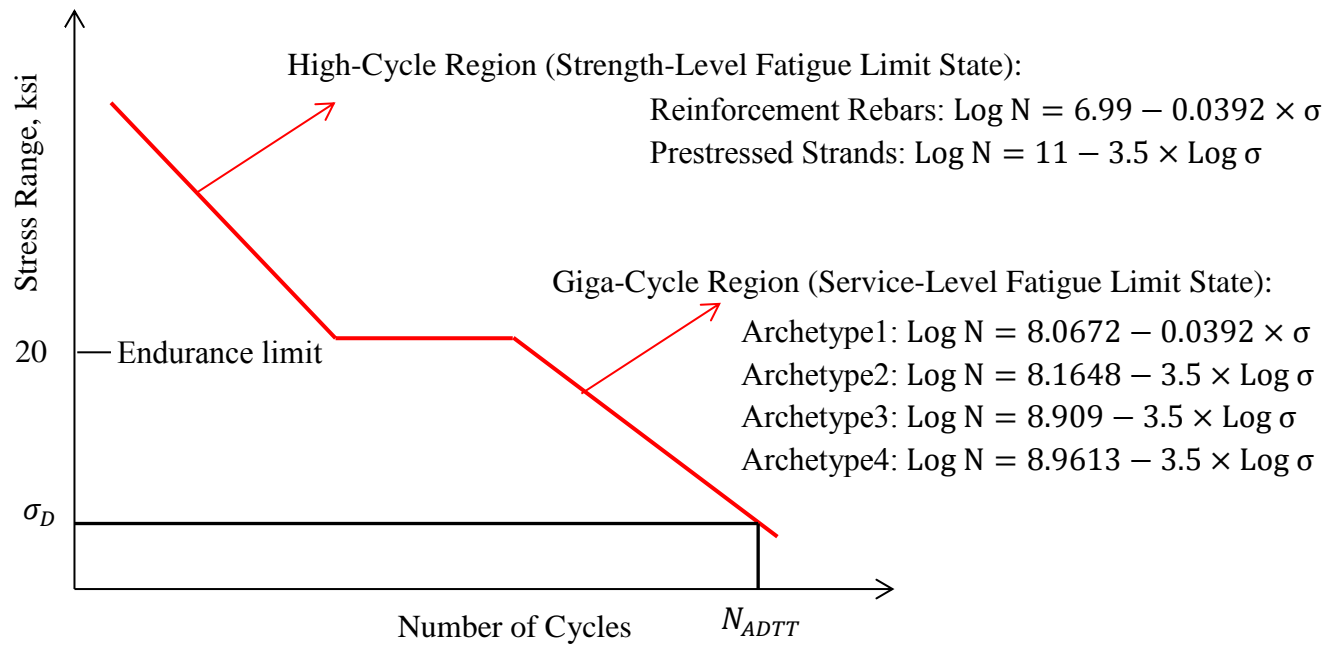 Stress Range, ksi
High-Cycle Region (Strength-Level Fatigue Limit State):
Reinforcement Rebars: Log N = 6.99 − 0.0392 × σ
Prestressed Strands: Log N = 11 − 3.5 × Log σ
Giga-Cycle Region (Service-Level Fatigue Limit State):
Archetype1: Log N = 8.0672 − 0.0392 × σ
20
Endurance limit
Archetype2: Log N = 8.1648 − 3.5 × Log σ
Archetype3: Log N = 8.909 − 3.5 × Log σ
Archetype4: Log N = 8.9613 − 3.5 × Log σ
σ_D
Number of Cycles
N_ADTT